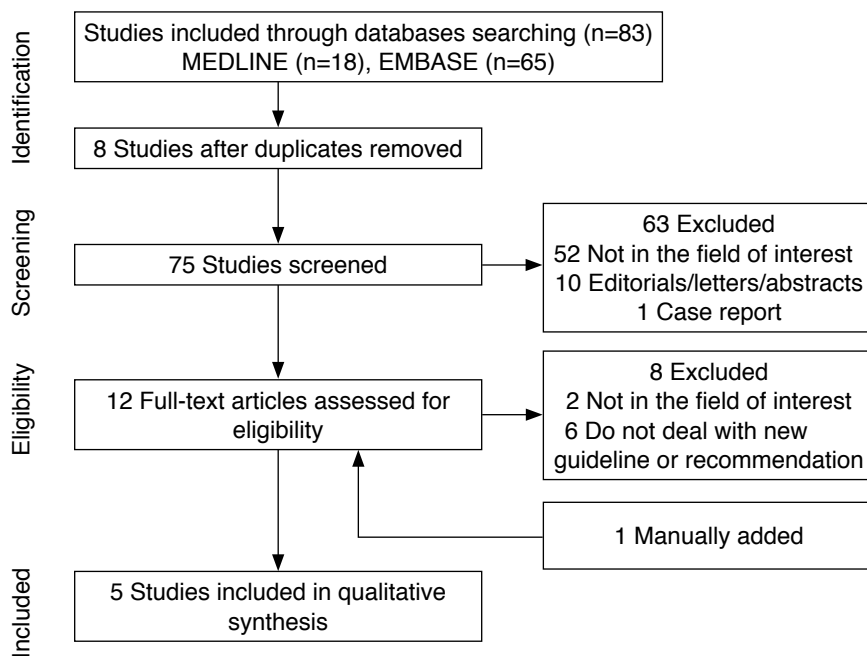 Identification
Studies included through databases searching (n=83)
MEDLINE (n=18), EMBASE (n=65)
8 Studies after duplicates removed
Screening
75 Studies screened
63 Excluded
52 Not in the field of interest
10 Editorials/letters/abstracts
1 Case report
Eligibility
12 Full-text articles assessed for
eligibility
8 Excluded
2 Not in the field of interest
6 Do not deal with new
guideline or recommendation
1 Manually added
Included
5 Studies included in qualitative
synthesis